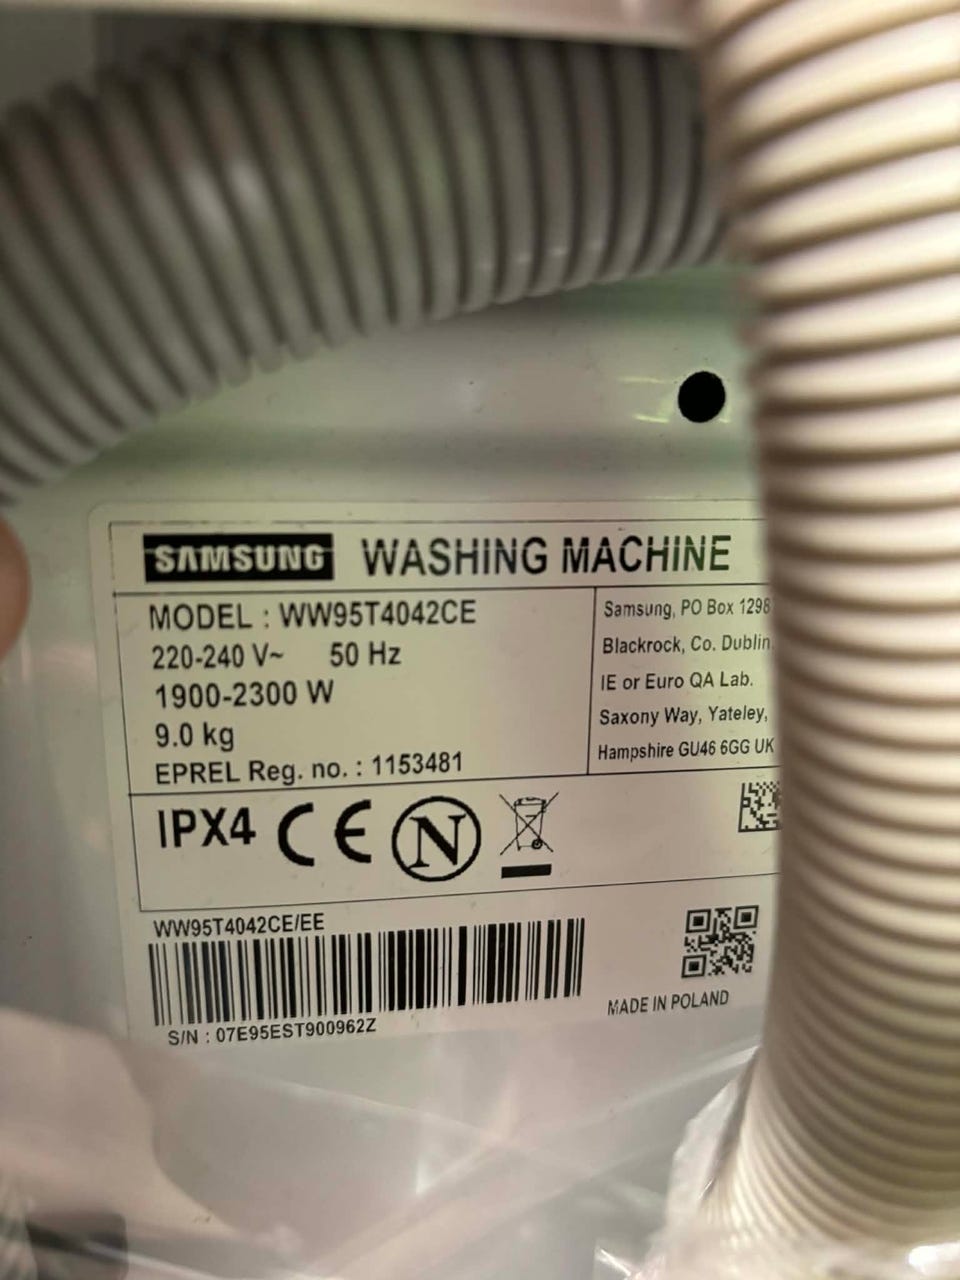 SAMSUNG WASHING MACHINE
MODEL : WW95T4042CE
220-240 V~ 50 Hz
1900-2300 W
9.0 kg
EPREL Reg. no. : 1153481
Samsung, PO Box 1298
Blackrock, Co. Dublin
IE or Euro QA Lab.
Saxony Way, Yateley,
Hampshire GU46 6GG UK
IPX4 CE N
WW95T4042CE/EE
S/N : 07E95EST900962Z
MADE IN POLAND